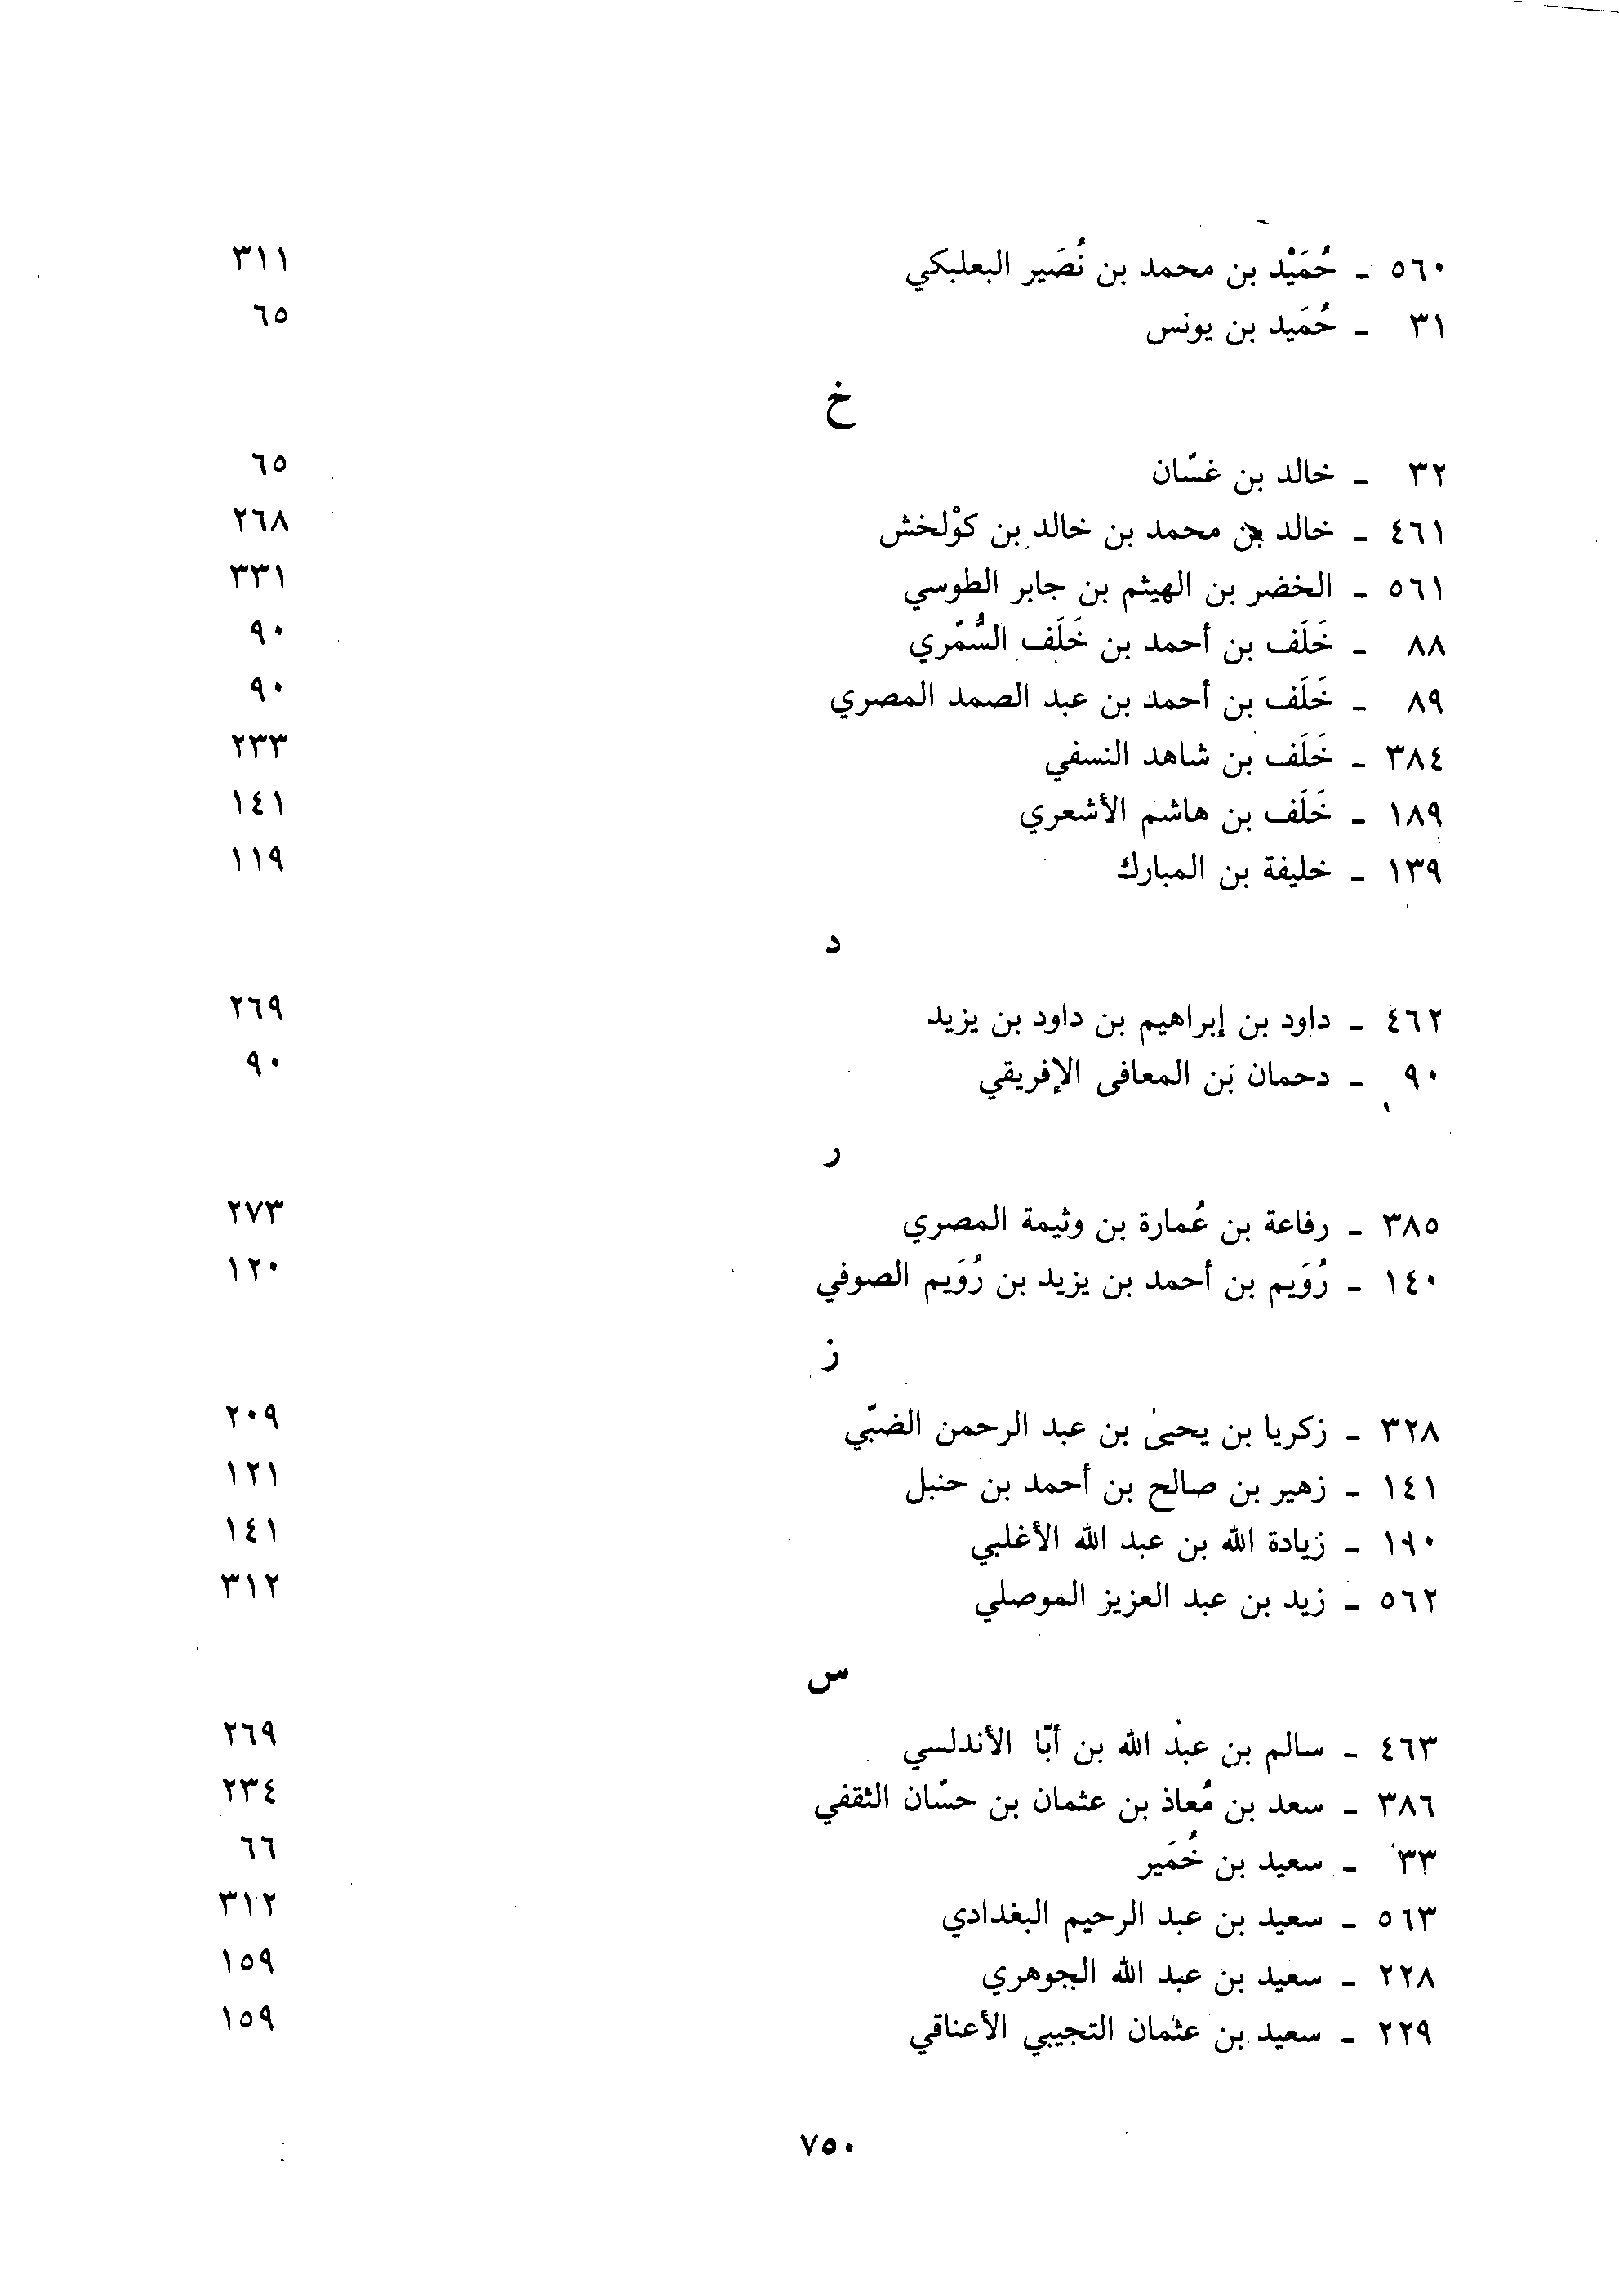 ٥٦٠ - حُمَيْد بن محمد بن نُصَير البعلبكي ٣١١
٣١ - حُمَيد بن يونس ٦٥
خ
٣٢ - خالد بن غسّان ٦٥
٤٦١ - خالد بن محمد بن خالد بن كوْلخش ٢٦٨
٥٦١ - الخضر بن الهيثم بن جابر الطوسي ٣٣١
٨٨ - خَلَف بن أحمد بن خَلَف السُّمّري ٩٠
٨٩ - خَلَف بن أحمد بن عبد الصمد المصري ٩٠
٣٨٤ - خَلَف بن شاهد النسفي ٢٣٣
١٨٩ - خَلَف بن هاشم الأشعري ١٤١
١٣٩ - خليفة بن المبارك ١١٩
د
٤٦٢ - داود بن إبراهيم بن داود بن يزيد ٢٦٩
٩٠ - دحمان بن المعافى الإفريقي ٩٠
ر
٣٨٥ - رفاعة بن عُمارة بن وثيمة المصري ٢٧٣
١٤٠ - رُوَيم بن أحمد بن يزيد بن رُوَيم الصوفي ١٢٠
ز
٣٢٨ - زكريا بن يحيىٰ بن عبد الرحمن الضبّي ٢٠٩
١٤١ - زهير بن صالح بن أحمد بن حنبل ١٢١
١٩٠ - زيادة الله بن عبد الله الأغلبي ١٤١
٥٦٢ - زيد بن عبد العزيز الموصلي ٣١٢
س
٤٦٣ - سالم بن عبد الله بن أبّا الأندلسي ٢٦٩
٣٨٦ - سعد بن مُعاذ بن عثمان بن حسّان الثقفي ٢٣٤
٣٣ - سعيد بن خُمَير ٦٦
٥٦٣ - سعيد بن عبد الرحيم البغدادي ٣١٢
٢٢٨ - سعيد بن عبد الله الجوهري ١٥٩
٢٢٩ - سعيد بن عثمان التجيبي الأعناقي ١٥٩
٧٥٠